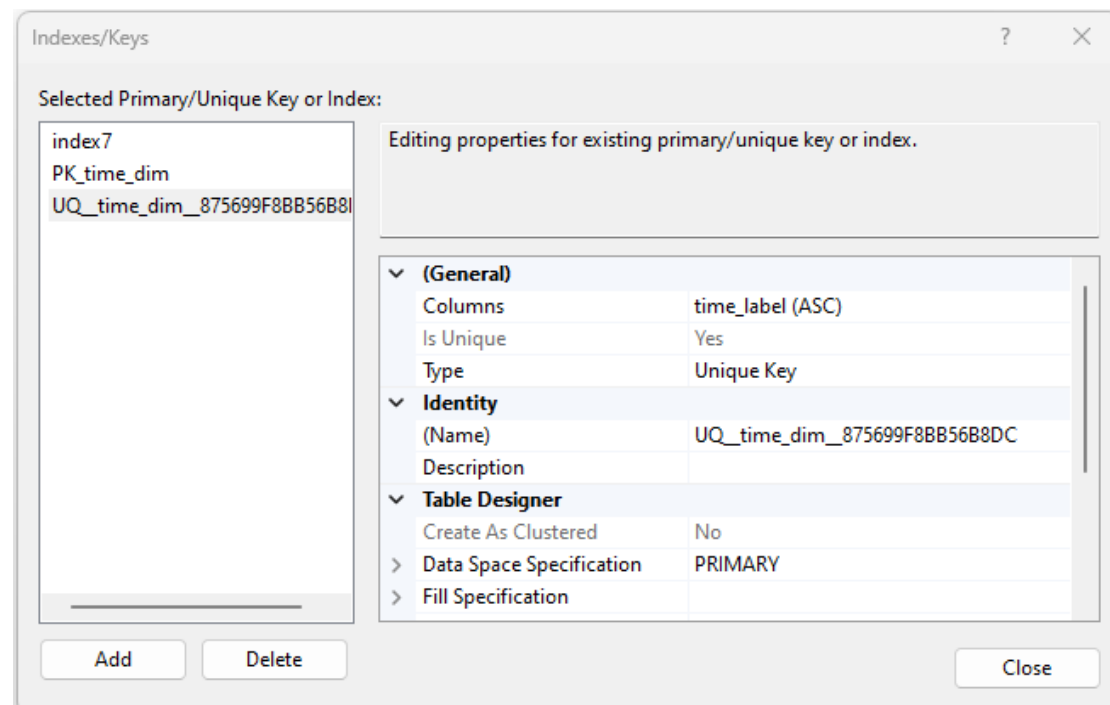 Indexes/Keys ? ×
Selected Primary/Unique Key or Index:
index7
PK_time_dim
UQ__time_dim__875699F8BB56B8
Editing properties for existing primary/unique key or index.
(General)
Columns time_label (ASC)
Is Unique Yes
Type Unique Key
Identity
(Name) UQ__time_dim__875699F8BB56B8DC
Description
Table Designer
Create As Clustered No
Data Space Specification PRIMARY
Fill Specification
Add Delete
Close